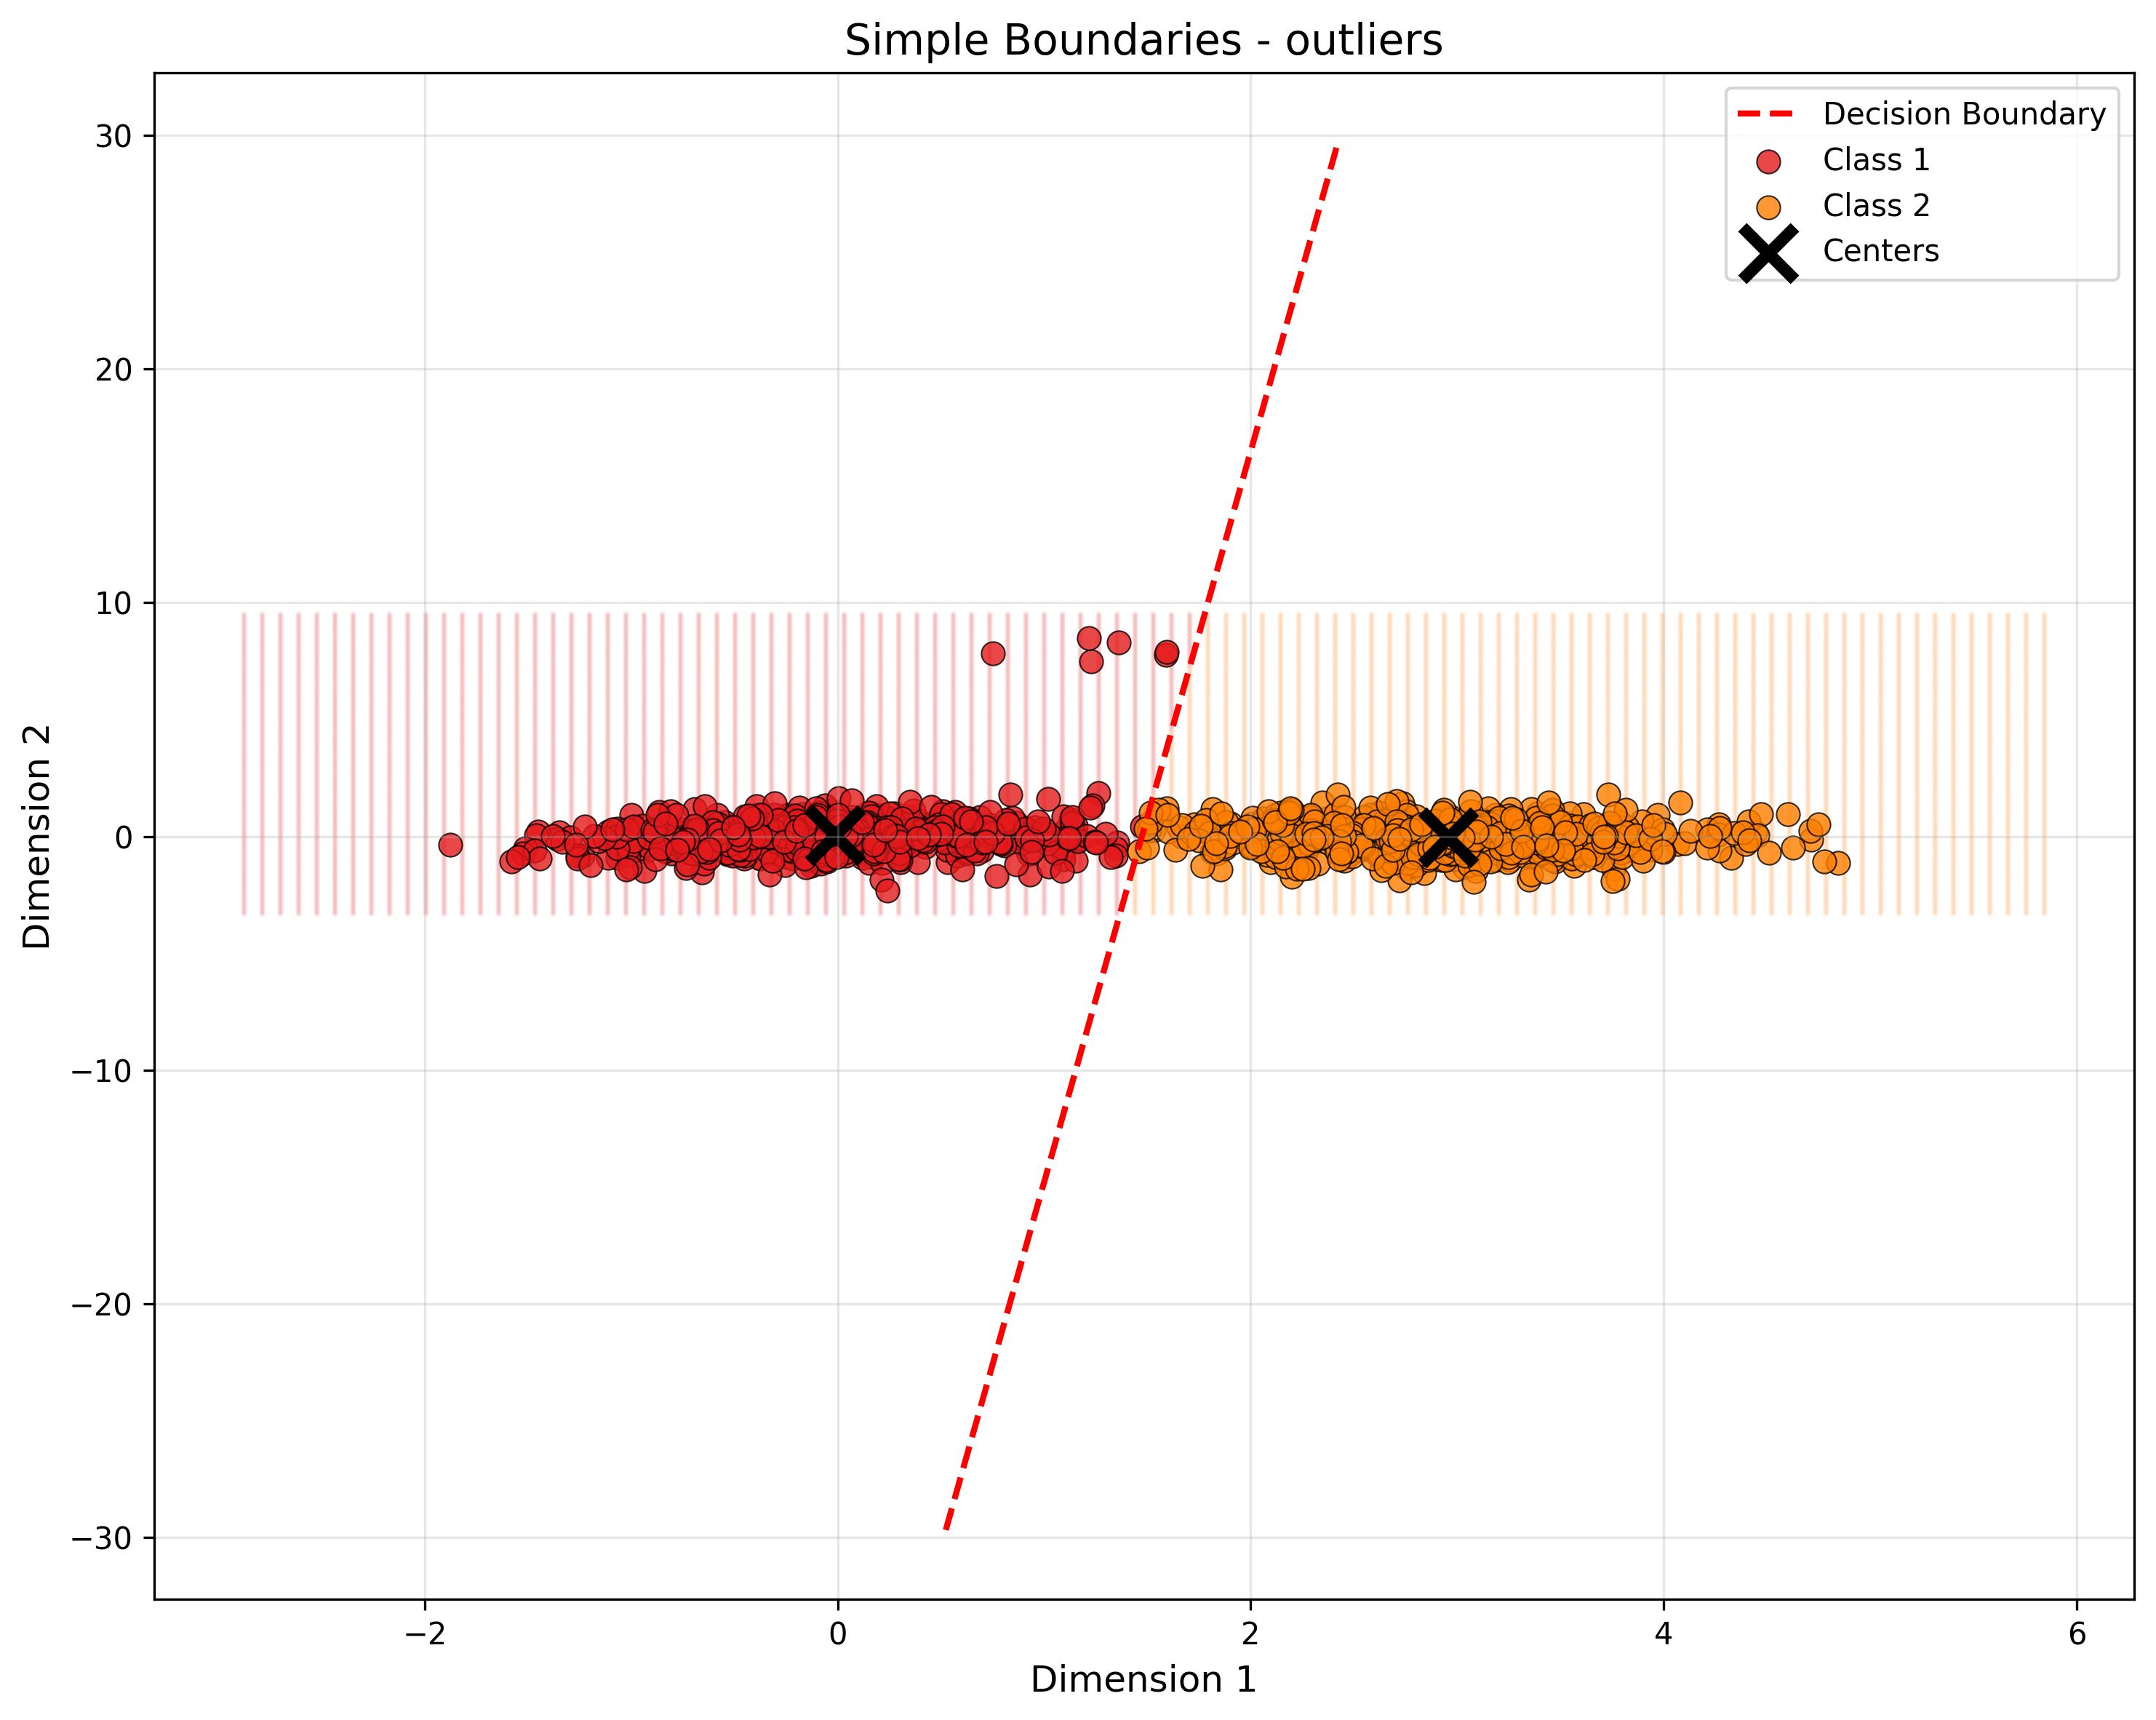 Simple Boundaries - outliers
Decision Boundary
Class 1
Class 2
Centers
30
20
10
0
−10
−20
−30
Dimension 2
−2
0
2
4
6
Dimension 1